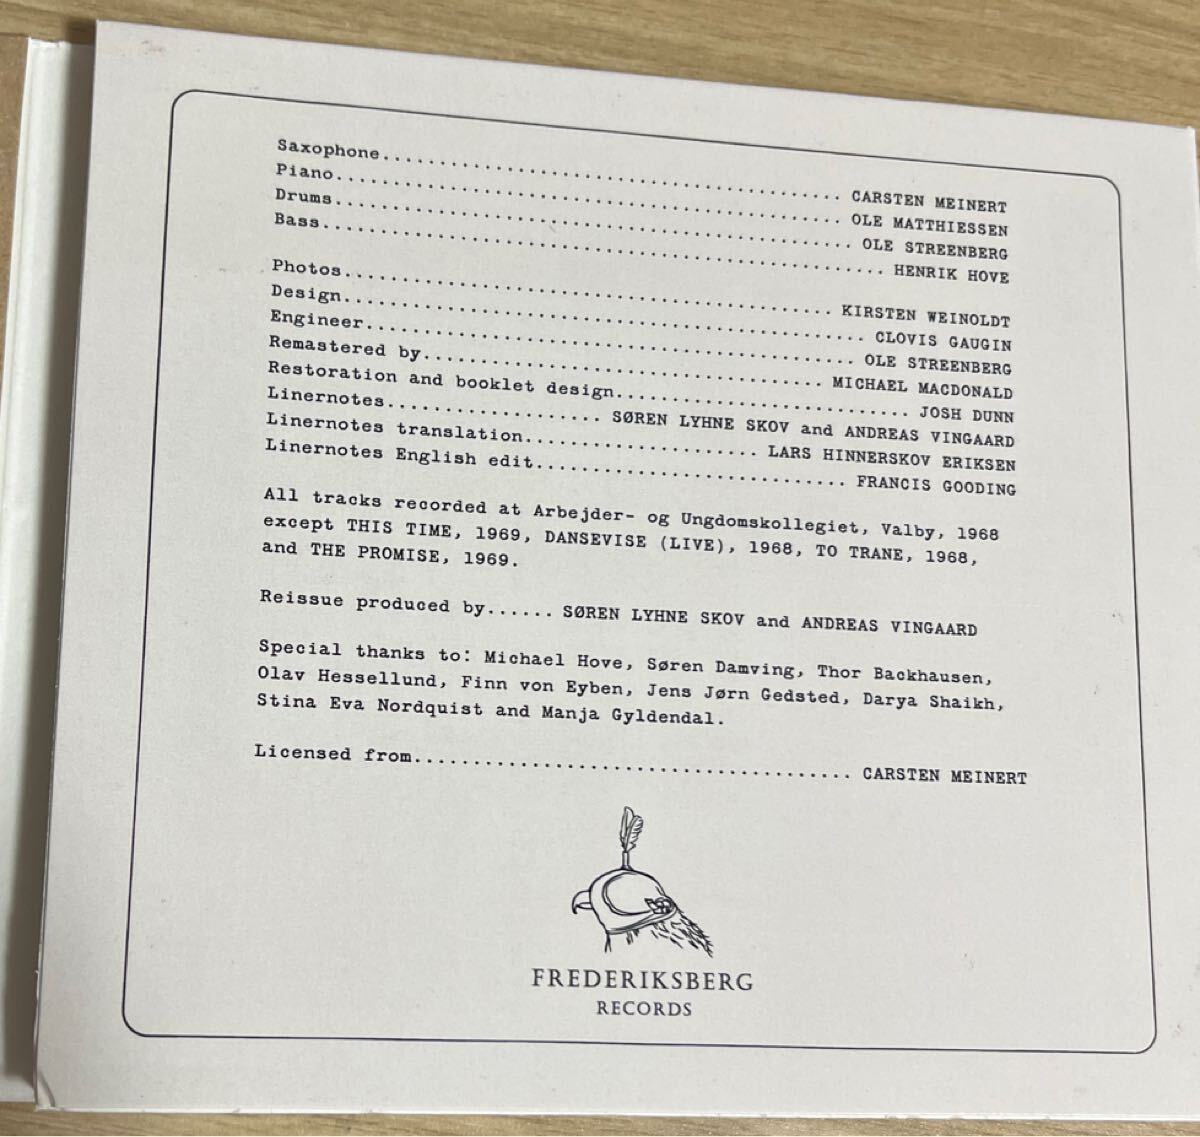 Saxophone........................................ CARSTEN MEINERT
Piano............................................ OLE MATTHIESSEN
Drums............................................. OLE STREENBERG
Bass................................................. HENRIK HOVE
Photos.......................................... KIRSTEN WEINOLDT
Design............................................. CLOVIS GAUGIN
Engineer.......................................... OLE STREENBERG
Remastered by................................... MICHAEL MACDONALD
Restoration and booklet design.......................... JOSH DUNN
Linernotes................... SØREN LYHNE SKOV and ANDREAS VINGAARD
Linernotes translation.................... LARS HINNERSKOV ERIKSEN
Linernotes English edit........................... FRANCIS GOODING
All tracks recorded at Arbejder- og Ungdomskollegiet, Valby, 1968
except THIS TIME, 1969, DANSEVISE (LIVE), 1968, TO TRANE, 1968,
and THE PROMISE, 1969.
Reissue produced by...... SØREN LYHNE SKOV and ANDREAS VINGAARD
Special thanks to: Michael Hove, Søren Damving, Thor Backhausen,
Olav Hessellund, Finn von Eyben, Jens Jørn Gedsted, Darya Shaikh,
Stina Eva Nordquist and Manja Gyldendal.
Licensed from..................................... CARSTEN MEINERT
FREDERIKSBERG
RECORDS